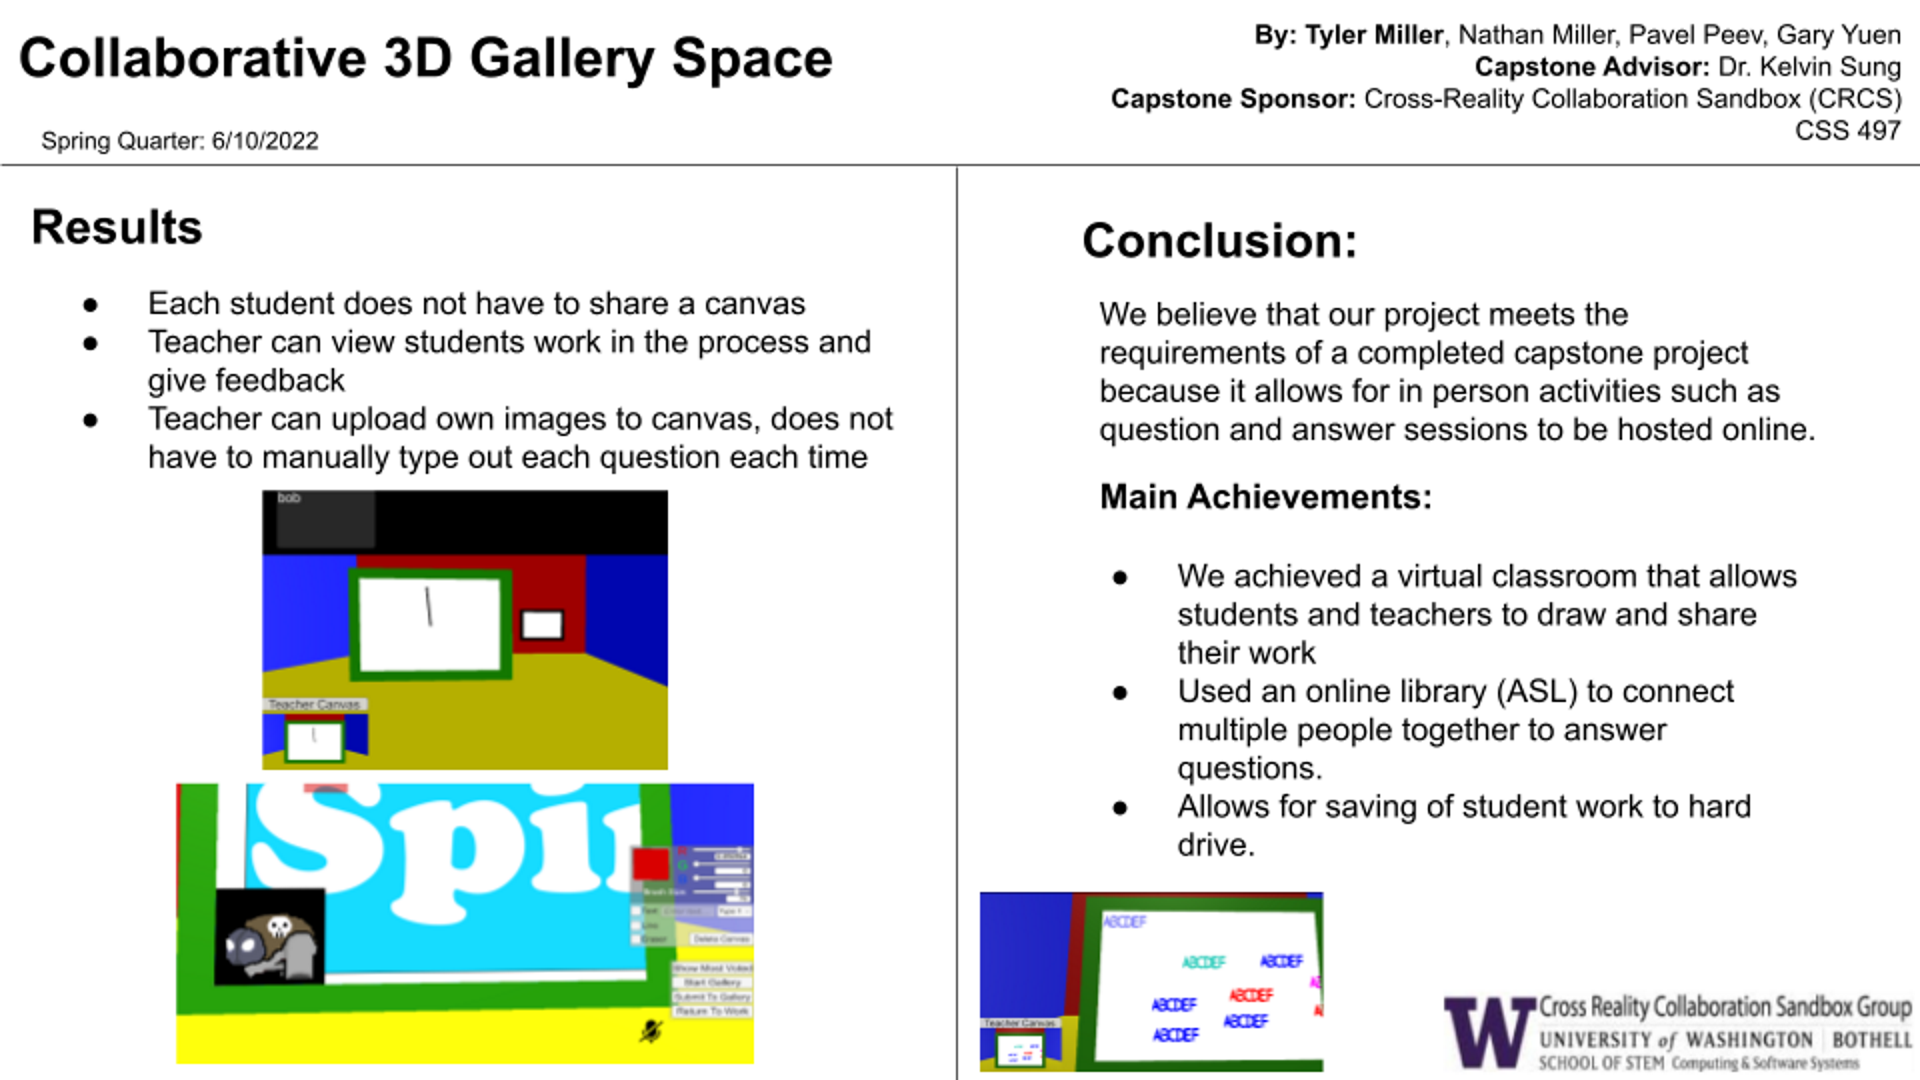 Collaborative 3D Gallery Space
Spring Quarter: 6/10/2022
By: Tyler Miller, Nathan Miller, Pavel Peev, Gary Yuen
Capstone Advisor: Dr. Kelvin Sung
Capstone Sponsor: Cross-Reality Collaboration Sandbox (CRCS)
CSS 497
Results
● Each student does not have to share a canvas
● Teacher can view students work in the process and
give feedback
● Teacher can upload own images to canvas, does not
have to manually type out each question each time
bob
Teacher Canvas
Spi
Brush Size
Text
Line
Eraser
Delete Canvas
Show Most Voted
Start Gallery
Submit To Gallery
Return To Work
Conclusion:
We believe that our project meets the
requirements of a completed capstone project
because it allows for in person activities such as
question and answer sessions to be hosted online.
Main Achievements:
● We achieved a virtual classroom that allows
students and teachers to draw and share
their work
● Used an online library (ASL) to connect
multiple people together to answer
questions.
● Allows for saving of student work to hard
drive.
ABCDEF
ABCDEF ABCDEF
ABCDEF ABCDEF
ABCDEF ABCDEF
Teacher Canvas
W Cross Reality Collaboration Sandbox Group
UNIVERSITY of WASHINGTON | BOTHELL
SCHOOL OF STEM Computing & Software Systems